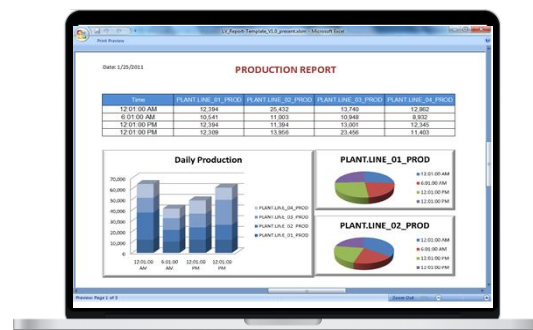 UV_Report-Template_V1.0_present.xlsm - Microsoft Excel
Print Preview
Date: 1/25/2011
PRODUCTION REPORT
Time PLANT.LINE_01_PROD PLANT.LINE_02_PROD PLANT.LINE_03_PROD PLANT.LINE_04_PROD
12:01:00 AM 12,394 25,432 13,749 12,862
6:01:00 AM 10,541 11,003 10,948 8,932
12:01:00 PM 12,394 11,394 13,001 12,345
12:01:00 PM 12,309 13,956 23,456 11,403
Daily Production
70,000
60,000
50,000
40,000
30,000
20,000
10,000
0
12:01:00 AM 6:01:00 AM 12:01:00 PM 12:01:00 PM
PLANT.LINE_04_PROD
PLANT.LINE_03_PROD
PLANT.LINE_02_PROD
PLANT.LINE_01_PROD
PLANT.LINE_01_PROD
12:01:00 AM
6:01:00 AM
12:01:00 PM
12:01:00 PM
PLANT.LINE_02_PROD
12:01:00 AM
6:01:00 AM
12:01:00 PM
12:01:00 PM
Preview: Page 1 of 3
Zoom Out